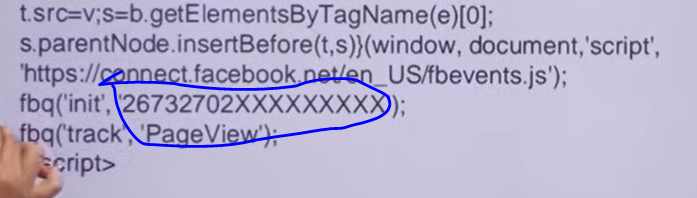 t.src=v;s=b.getElementsByTagName(e)[0];
s.parentNode.insertBefore(t,s)}(window, document,'script',
'https://connect.facebook.net/en_US/fbevents.js');
fbq('init', '26732702XXXXXXXXX');
fbq('track', 'PageView');
script>